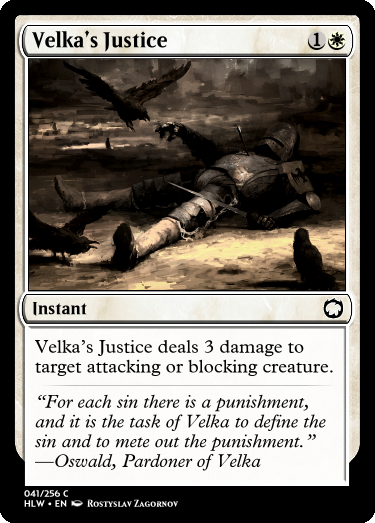 Velka's Justice 1
Instant
Velka's Justice deals 3 damage to
target attacking or blocking creature.
“For each sin there is a punishment,
and it is the task of Velka to define the
sin and to mete out the punishment.”
—Oswald, Pardoner of Velka
041/256 C
HLW • EN Rostyslav Zagornov